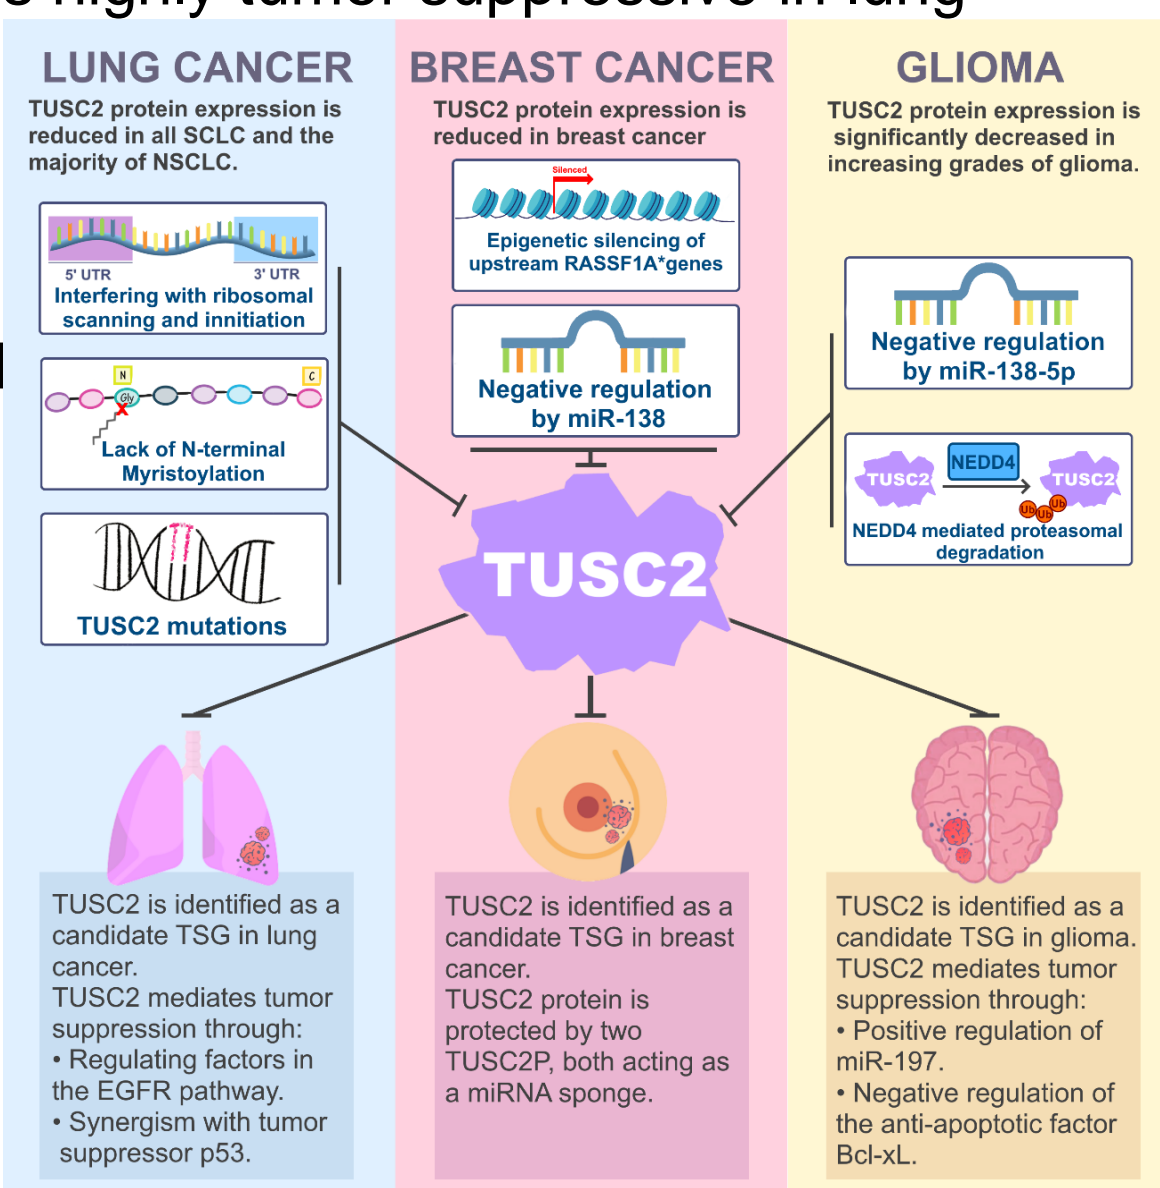 s highly tumor suppressive in lung
LUNG CANCER
TUSC2 protein expression is
reduced in all SCLC and the
majority of NSCLC.
5' UTR
3' UTR
Interfering with ribosomal
scanning and innitiation
N
C
Gly
Lack of N-terminal
Myristoylation
TUSC2 mutations
BREAST CANCER
TUSC2 protein expression is
reduced in breast cancer
Silenced
Epigenetic silencing of
upstream RASSF1A*genes
Negative regulation
by miR-138
GLIOMA
TUSC2 protein expression is
significantly decreased in
increasing grades of glioma.
Negative regulation
by miR-138-5p
TUSC2
NEDD4
TUSC2
Ub
Ub
Ub
NEDD4 mediated proteasomal
degradation
TUSC2
TUSC2 is identified as a
candidate TSG in lung
cancer.
TUSC2 mediates tumor
suppression through:
• Regulating factors in
the EGFR pathway.
• Synergism with tumor
suppressor p53.
TUSC2 is identified as a
candidate TSG in breast
cancer.
TUSC2 protein is
protected by two
TUSC2P, both acting as
a miRNA sponge.
TUSC2 is identified as a
candidate TSG in glioma.
TUSC2 mediates tumor
suppression through:
• Positive regulation of
miR-197.
• Negative regulation of
the anti-apoptotic factor
Bcl-xL.